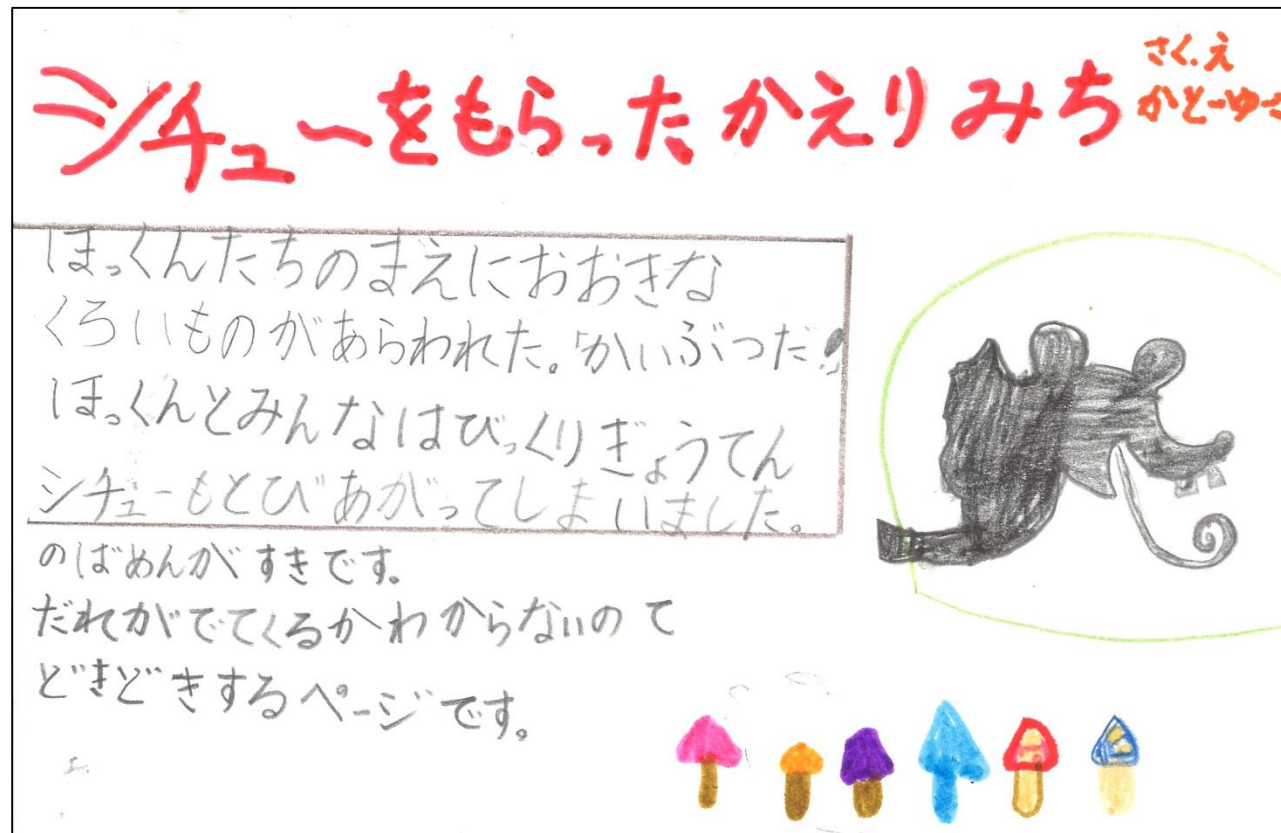 シチューをもらったかえりみち
さく.え
かとーゆー
ほっくんたちのまえにおおきな
くろいものがあらわれた。「かいぶつだ!」
ほっくんとみんなはびっくりぎょうてん
シチューもとびあがってしまいました。
のばめんがすきです。
だれがでてくるかわからないので
どきどきするページです。